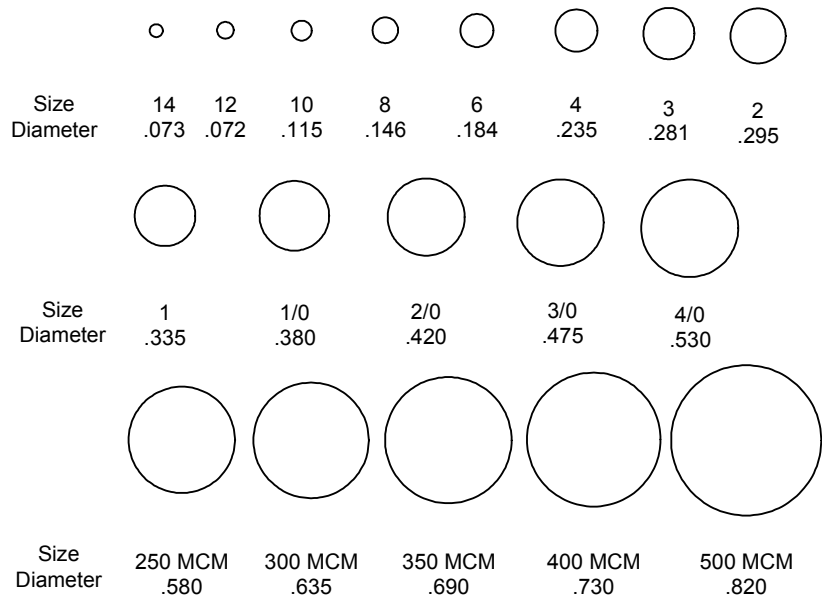 Size 14 12 10 8 6 4 3 2
Diameter .073 .072 .115 .146 .184 .235 .281 .295
Size 1 1/0 2/0 3/0 4/0
Diameter .335 .380 .420 .475 .530
Size 250 MCM 300 MCM 350 MCM 400 MCM 500 MCM
Diameter .580 .635 .690 .730 .820